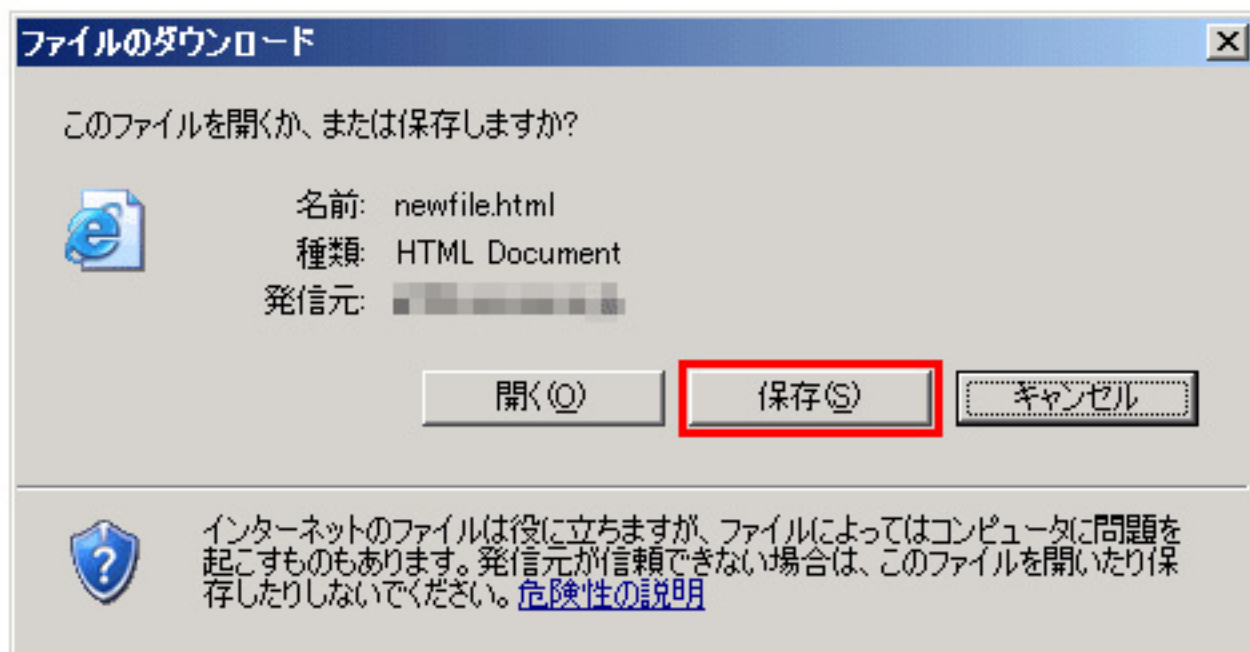 ファイルのダウンロード
このファイルを開くか、または保存しますか?
名前: newfile.html
種類: HTML Document
発信元:
開く(O) 保存(S) キャンセル
インターネットのファイルは役に立ちますが、ファイルによってはコンピュータに問題を
起こすものもあります。発信元が信頼できない場合は、このファイルを開いたり保
存したりしないでください。危険性の説明